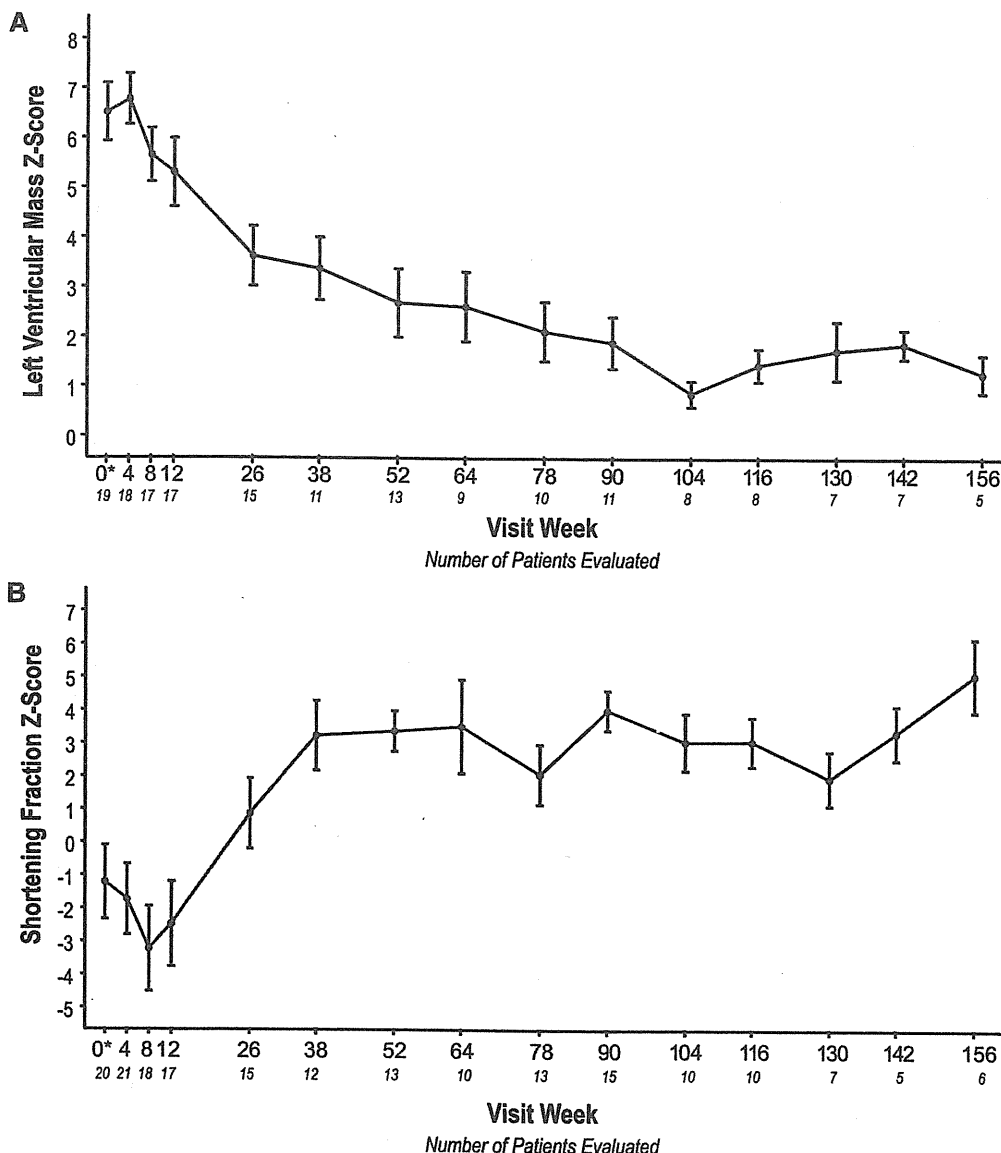 A
Left Ventricular Mass Z-Score
8
7
6
5
4
3
2
1
0
0* 4 8 12 26 38 52 64 78 90 104 116 130 142 156
19 18 17 17 15 11 13 9 10 11 8 8 7 7 5
Visit Week
Number of Patients Evaluated
B
Shortening Fraction Z-Score
7
6
5
4
3
2
1
0
-1
-2
-3
-4
-5
0* 4 8 12 26 38 52 64 78 90 104 116 130 142 156
20 21 18 17 15 12 13 10 13 15 10 10 7 5 6
Visit Week
Number of Patients Evaluated